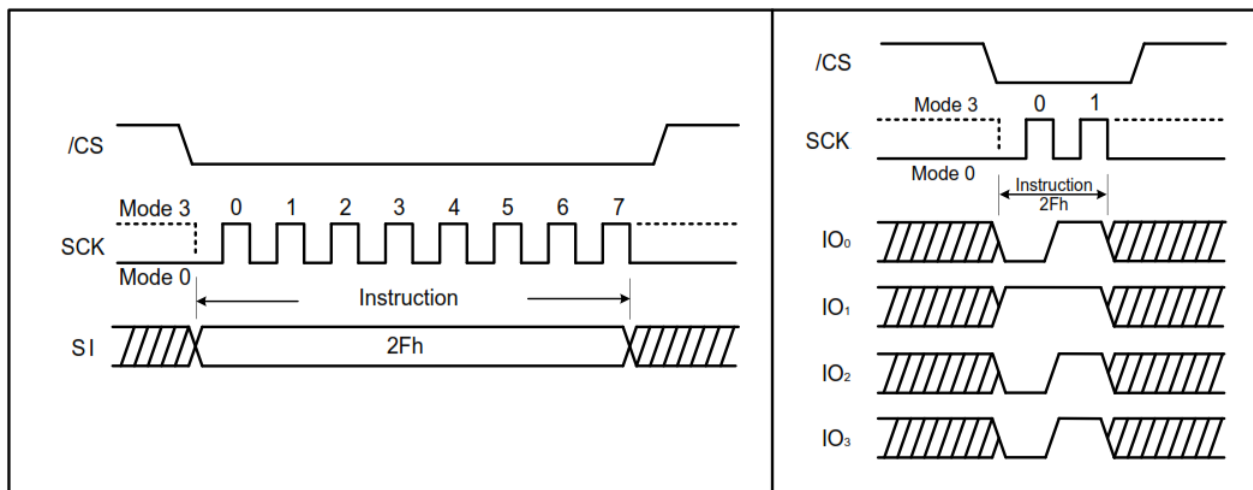 /CS
Mode 3
0 1 2 3 4 5 6 7
SCK
Mode 0
Instruction
SI
2Fh
/CS
Mode 3
0 1
SCK
Mode 0
Instruction
2Fh
IO₀
IO₁
IO₂
IO₃